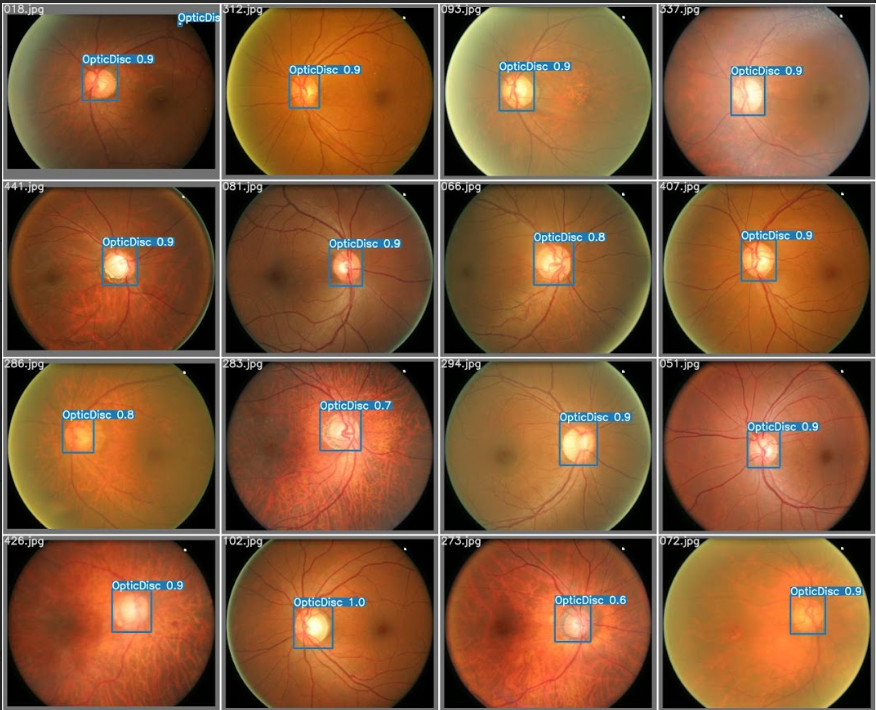 018.jpg
OpticDis
OpticDisc 0.9
312.jpg
OpticDisc 0.9
093.jpg
OpticDisc 0.9
337.jpg
OpticDisc 0.9
441.jpg
OpticDisc 0.9
081.jpg
OpticDisc 0.9
066.jpg
OpticDisc 0.8
407.jpg
OpticDisc 0.9
286.jpg
OpticDisc 0.8
283.jpg
OpticDisc 0.7
294.jpg
OpticDisc 0.9
051.jpg
OpticDisc 0.9
426.jpg
OpticDisc 0.9
102.jpg
OpticDisc 1.0
273.jpg
OpticDisc 0.6
072.jpg
OpticDisc 0.9